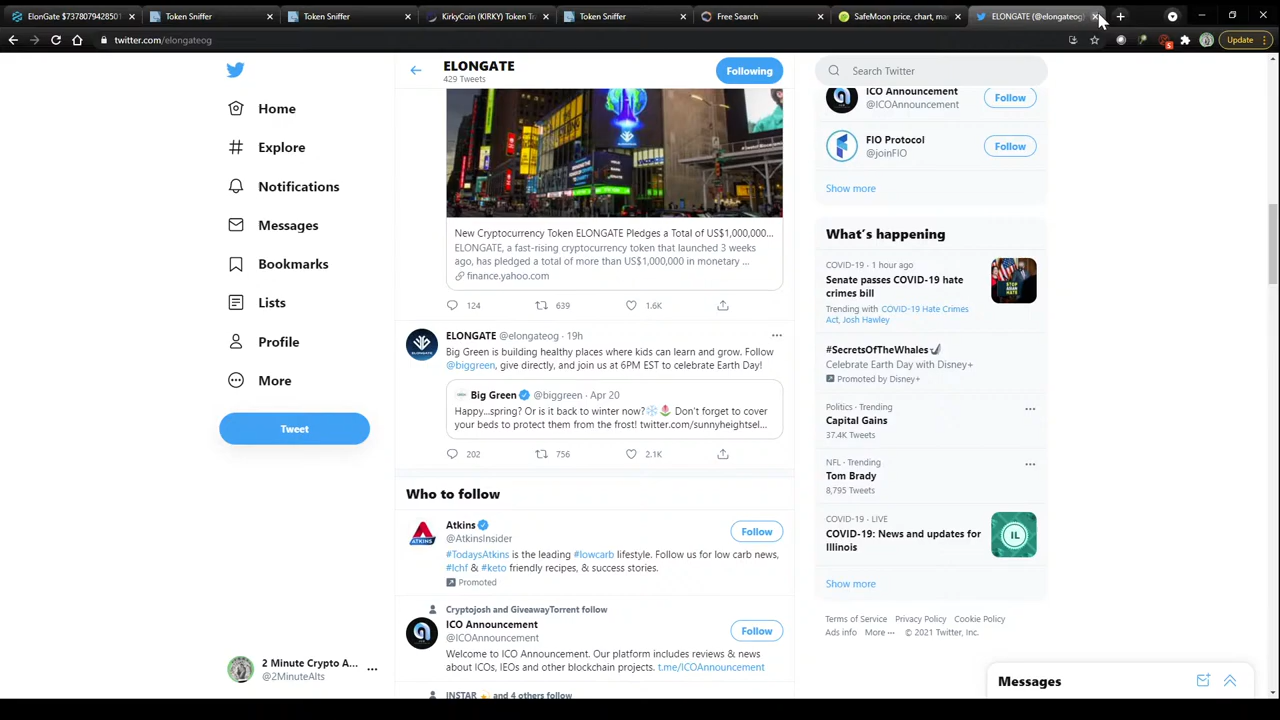 ElonGate $7378079428501
Token Sniffer
Token Sniffer
KirkyCoin (KIRKY) Token Tr
Token Sniffer
Free Search
SafeMoon price, chart, ma
ELONGATE (@elongateog)
twitter.com/elongateog
Update
Home
Explore
Notifications
Messages
Bookmarks
Lists
Profile
More
Tweet
2 Minute Crypto A...
@2MinuteAlts
ELONGATE
429 Tweets
Following
New Cryptocurrency Token ELONGATE Pledges a Total of US$1,000,000...
ELONGATE, a fast-rising cryptocurrency token that launched 3 weeks
ago, has pledged a total of more than US$1,000,000 in monetary ...
finance.yahoo.com
124 639 1.6K
ELONGATE @elongateog · 19h
Big Green is building healthy places where kids can learn and grow. Follow
@biggreen, give directly, and join us at 6PM EST to celebrate Earth Day!
Big Green @biggreen · Apr 20
Happy...spring? Or is it back to winter now?❄️🌷 Don't forget to cover
your beds to protect them from the frost! twitter.com/sunnyheightsel...
202 756 2.1K
Who to follow
Atkins
@AtkinsInsider
Follow
#TodaysAtkins is the leading #lowcarb lifestyle. Follow us for low carb news,
#lchf & #keto friendly recipes, & success stories.
Promoted
Cryptojosh and GiveawayTorrent follow
ICO Announcement
@ICOAnnouncement
Follow
Welcome to ICO Announcement. Our platform includes reviews & news
about ICOs, IEOs and other blockchain projects. t.me/ICOAnnouncement
INSTAR and 4 others follow
Search Twitter
ICO Announcement
@ICOAnnouncement
Follow
FIO Protocol
@joinFIO
Follow
Show more
What's happening
COVID-19 · 1 hour ago
Senate passes COVID-19 hate
crimes bill
Trending with COVID-19 Hate Crimes
Act, Josh Hawley
#SecretsOfTheWhales
Celebrate Earth Day with Disney+
Promoted by Disney+
Politics · Trending
Capital Gains
37.4K Tweets
NFL · Trending
Tom Brady
8,795 Tweets
COVID-19 · LIVE
COVID-19: News and updates for
Illinois
Show more
Terms of Service Privacy Policy Cookie Policy
Ads info More ··· © 2021 Twitter, Inc.
Messages